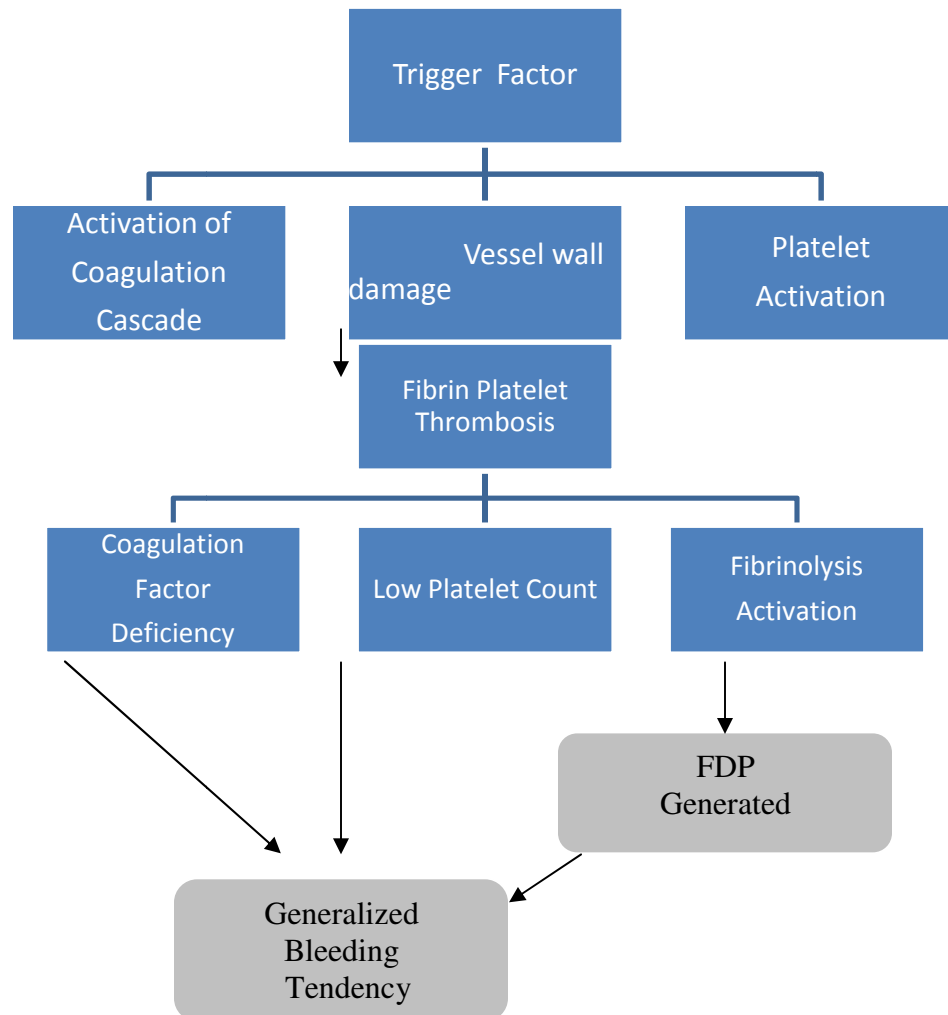 Trigger Factor
Activation of
Coagulation
Cascade
Vessel wall
damage
Platelet
Activation
Fibrin Platelet
Thrombosis
Coagulation
Factor
Deficiency
Low Platelet Count
Fibrinolysis
Activation
FDP
Generated
Generalized
Bleeding
Tendency